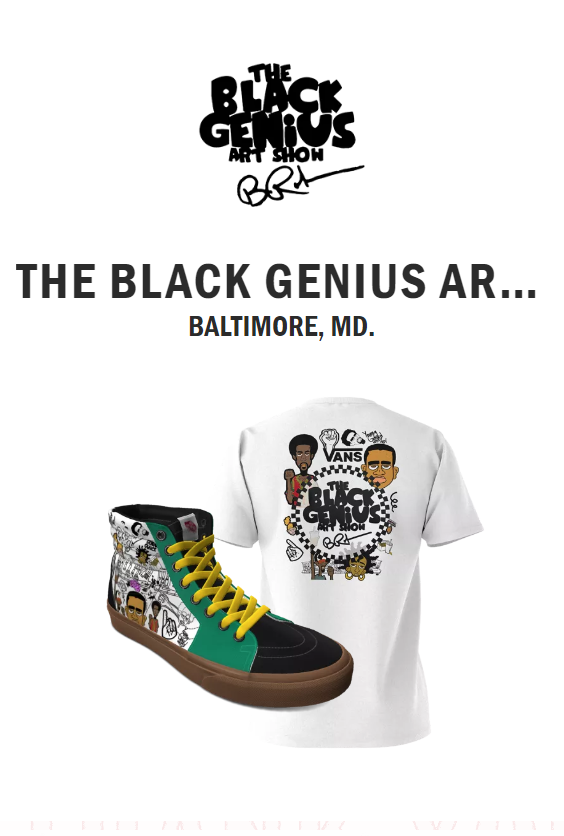 THE
BLACK
GENIUS
ART SHOW
THE BLACK GENIUS AR...
BALTIMORE, MD.
VANS
THE
BLACK
GENIUS
ART SHOW